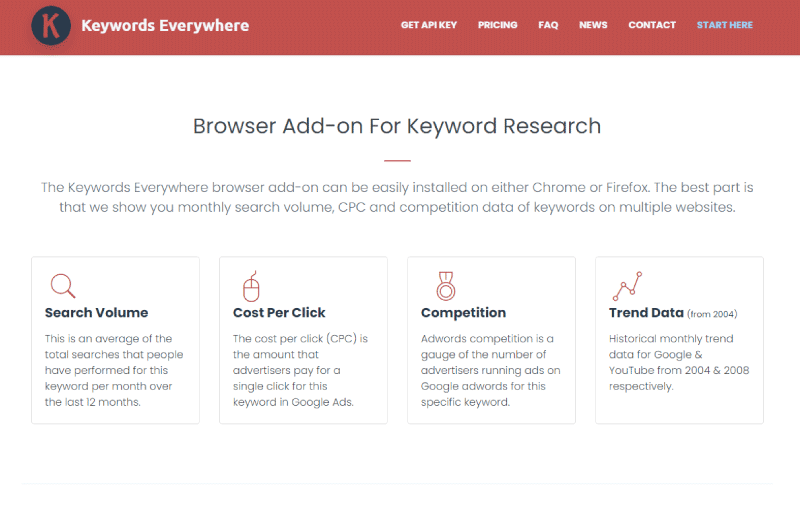 K
Keywords Everywhere
GET API KEY
PRICING
FAQ
NEWS
CONTACT
START HERE
Browser Add-on For Keyword Research
The Keywords Everywhere browser add-on can be easily installed on either Chrome or Firefox. The best part is
that we show you monthly search volume, CPC and competition data of keywords on multiple websites.
Search Volume
This is an average of the
total searches that people
have performed for this
keyword per month over
the last 12 months.
Cost Per Click
The cost per click (CPC) is
the amount that
advertisers pay for a
single click for this
keyword in Google Ads.
Competition
Adwords competition is a
gauge of the number of
advertisers running ads on
Google adwords for this
specific keyword.
Trend Data (from 2004)
Historical monthly trend
data for Google &
YouTube from 2004 & 2008
respectively.